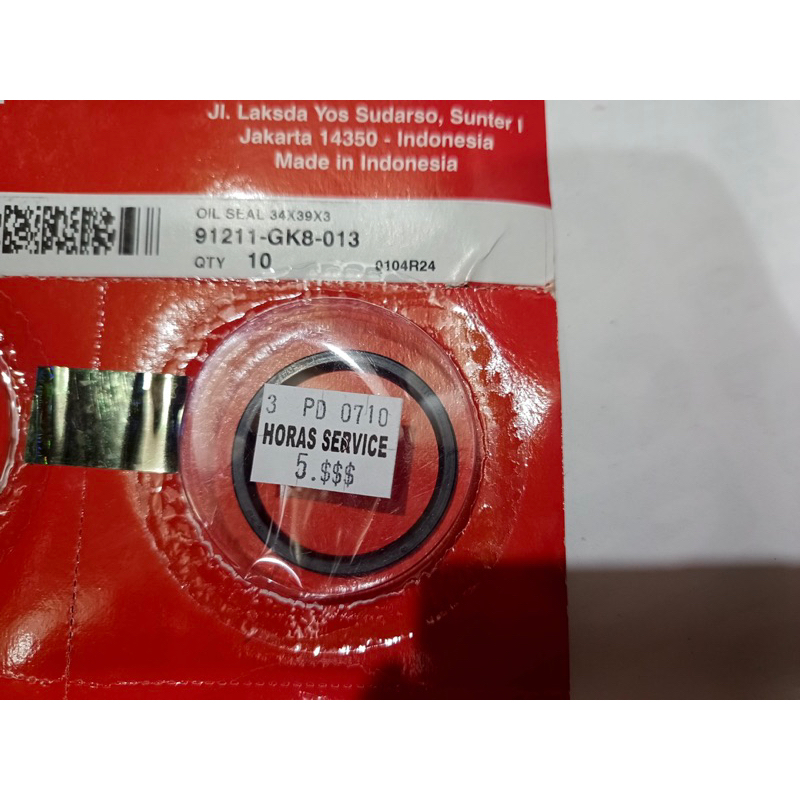 Jl. Laksda Yos Sudarso, Sunter I
Jakarta 14350 - Indonesia
Made in Indonesia
OIL SEAL 34X39X3
91211-GK8-013
QTY 10 0104R24
3 PD 0710
HORAS SERVICE
5.$$$